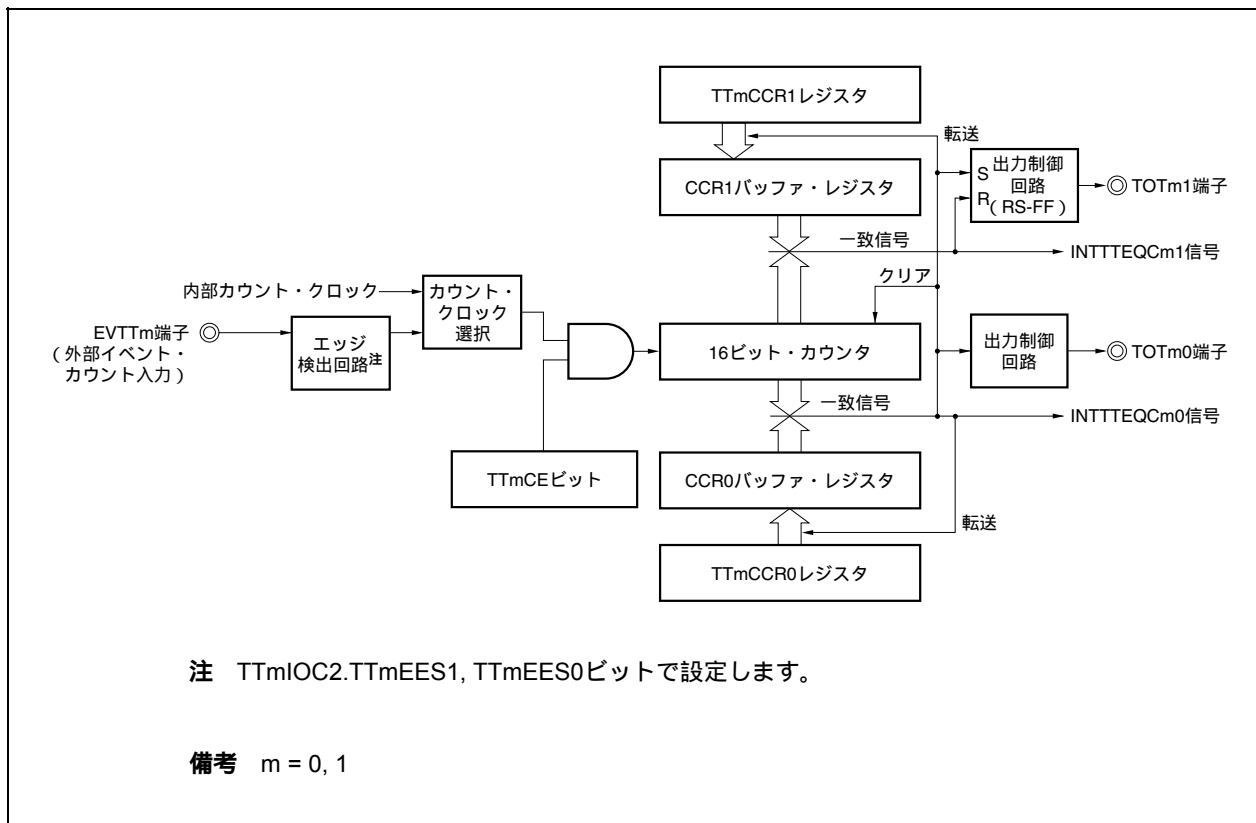 TTmCCR1レジスタ
転送
CCR1バッファ・レジスタ
S 出力制御
回路
R（RS-FF）
TOTm1端子
一致信号
INTTTEQCm1信号
クリア
内部カウント・クロック
カウント・
クロック
選択
EVTTm端子
（外部イベント・
カウント入力）
エッジ
検出回路注
16ビット・カウンタ
出力制御
回路
TOTm0端子
一致信号
INTTTEQCm0信号
TTmCEビット
CCR0バッファ・レジスタ
転送
TTmCCR0レジスタ
注 TTmIOC2.TTmEES1, TTmEES0ビットで設定します。
備考 m = 0, 1